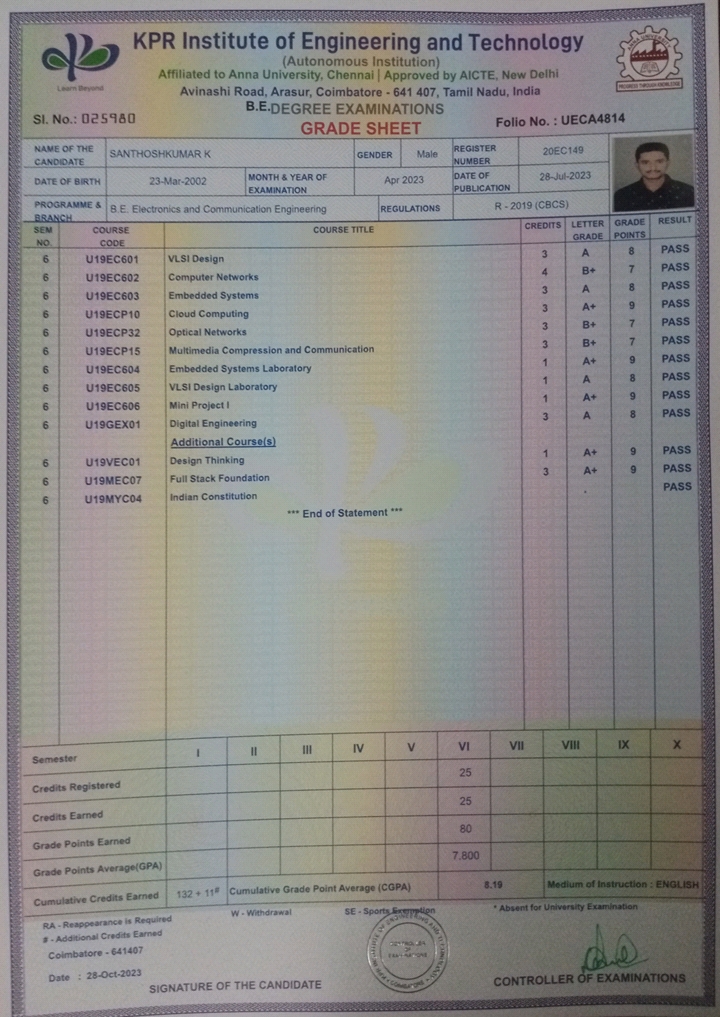 KPR Institute of Engineering and Technology
(Autonomous Institution)
Affiliated to Anna University, Chennai | Approved by AICTE, New Delhi
Avinashi Road, Arasur, Coimbatore - 641 407, Tamil Nadu, India
Learn Beyond
ANNA UNIVERSITY
PROGRESS THROUGH KNOWLEDGE
B.E. DEGREE EXAMINATIONS
Sl. No.: 025980
GRADE SHEET
Folio No. : UECA4814
NAME OF THE CANDIDATE SANTHOSHKUMAR K GENDER Male REGISTER NUMBER 20EC149
DATE OF BIRTH 23-Mar-2002 MONTH & YEAR OF EXAMINATION Apr 2023 DATE OF PUBLICATION 28-Jul-2023
PROGRAMME & BRANCH B.E. Electronics and Communication Engineering REGULATIONS R - 2019 (CBCS)
SEM NO. COURSE CODE COURSE TITLE CREDITS LETTER GRADE GRADE POINTS RESULT
6 U19EC601 VLSI Design 3 A 8 PASS
6 U19EC602 Computer Networks 4 B+ 7 PASS
6 U19EC603 Embedded Systems 3 A 8 PASS
6 U19ECP10 Cloud Computing 3 A+ 9 PASS
6 U19ECP32 Optical Networks 3 B+ 7 PASS
6 U19ECP15 Multimedia Compression and Communication 3 B+ 7 PASS
6 U19EC604 Embedded Systems Laboratory 1 A+ 9 PASS
6 U19EC605 VLSI Design Laboratory 1 A 8 PASS
6 U19EC606 Mini Project I 1 A+ 9 PASS
6 U19GEX01 Digital Engineering 3 A 8 PASS
Additional Course(s)
6 U19VEC01 Design Thinking 1 A+ 9 PASS
6 U19MEC07 Full Stack Foundation 3 A+ 9 PASS
6 U19MYC04 Indian Constitution - PASS
*** End of Statement ***
Semester I II III IV V VI VII VIII IX X
Credits Registered 25
Credits Earned 25
Grade Points Earned 80
Grade Points Average(GPA) 7.800
Cumulative Credits Earned 132 + 11# Cumulative Grade Point Average (CGPA) 8.19 Medium of Instruction : ENGLISH
RA - Reappearance is Required W - Withdrawal SE - Sports Exemption * Absent for University Examination
# - Additional Credits Earned
Coimbatore - 641407
Date : 28-Oct-2023
SIGNATURE OF THE CANDIDATE
CONTROLLER OF EXAMINATIONS